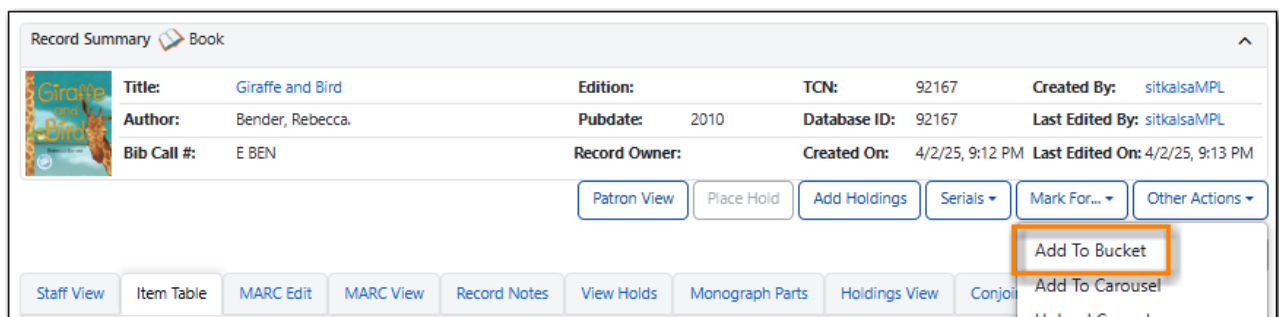 Record Summary Book
Giraffe
and
Bird
Title: Giraffe and Bird Edition: TCN: 92167 Created By: sitkalsaMPL
Author: Bender, Rebecca. Pubdate: 2010 Database ID: 92167 Last Edited By: sitkalsaMPL
Bib Call #: E BEN Record Owner: Created On: 4/2/25, 9:12 PM Last Edited On: 4/2/25, 9:13 PM
Patron View Place Hold Add Holdings Serials Mark For... Other Actions
Add To Bucket
Add To Carousel
Staff View Item Table MARC Edit MARC View Record Notes View Holds Monograph Parts Holdings View